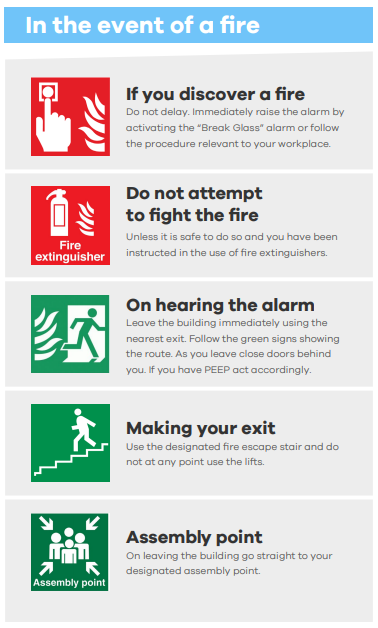 In the event of a fire
If you discover a fire
Do not delay. Immediately raise the alarm by
activating the “Break Glass” alarm or follow
the procedure relevant to your workplace.
Do not attempt
to fight the fire
Unless it is safe to do so and you have been
instructed in the use of fire extinguishers.
Fire
extinguisher
On hearing the alarm
Leave the building immediately using the
nearest exit. Follow the green signs showing
the route. As you leave close doors behind
you. If you have PEEP act accordingly.
Making your exit
Use the designated fire escape stair and do
not at any point use the lifts.
Assembly point
On leaving the building go straight to your
designated assembly point.
Assembly point